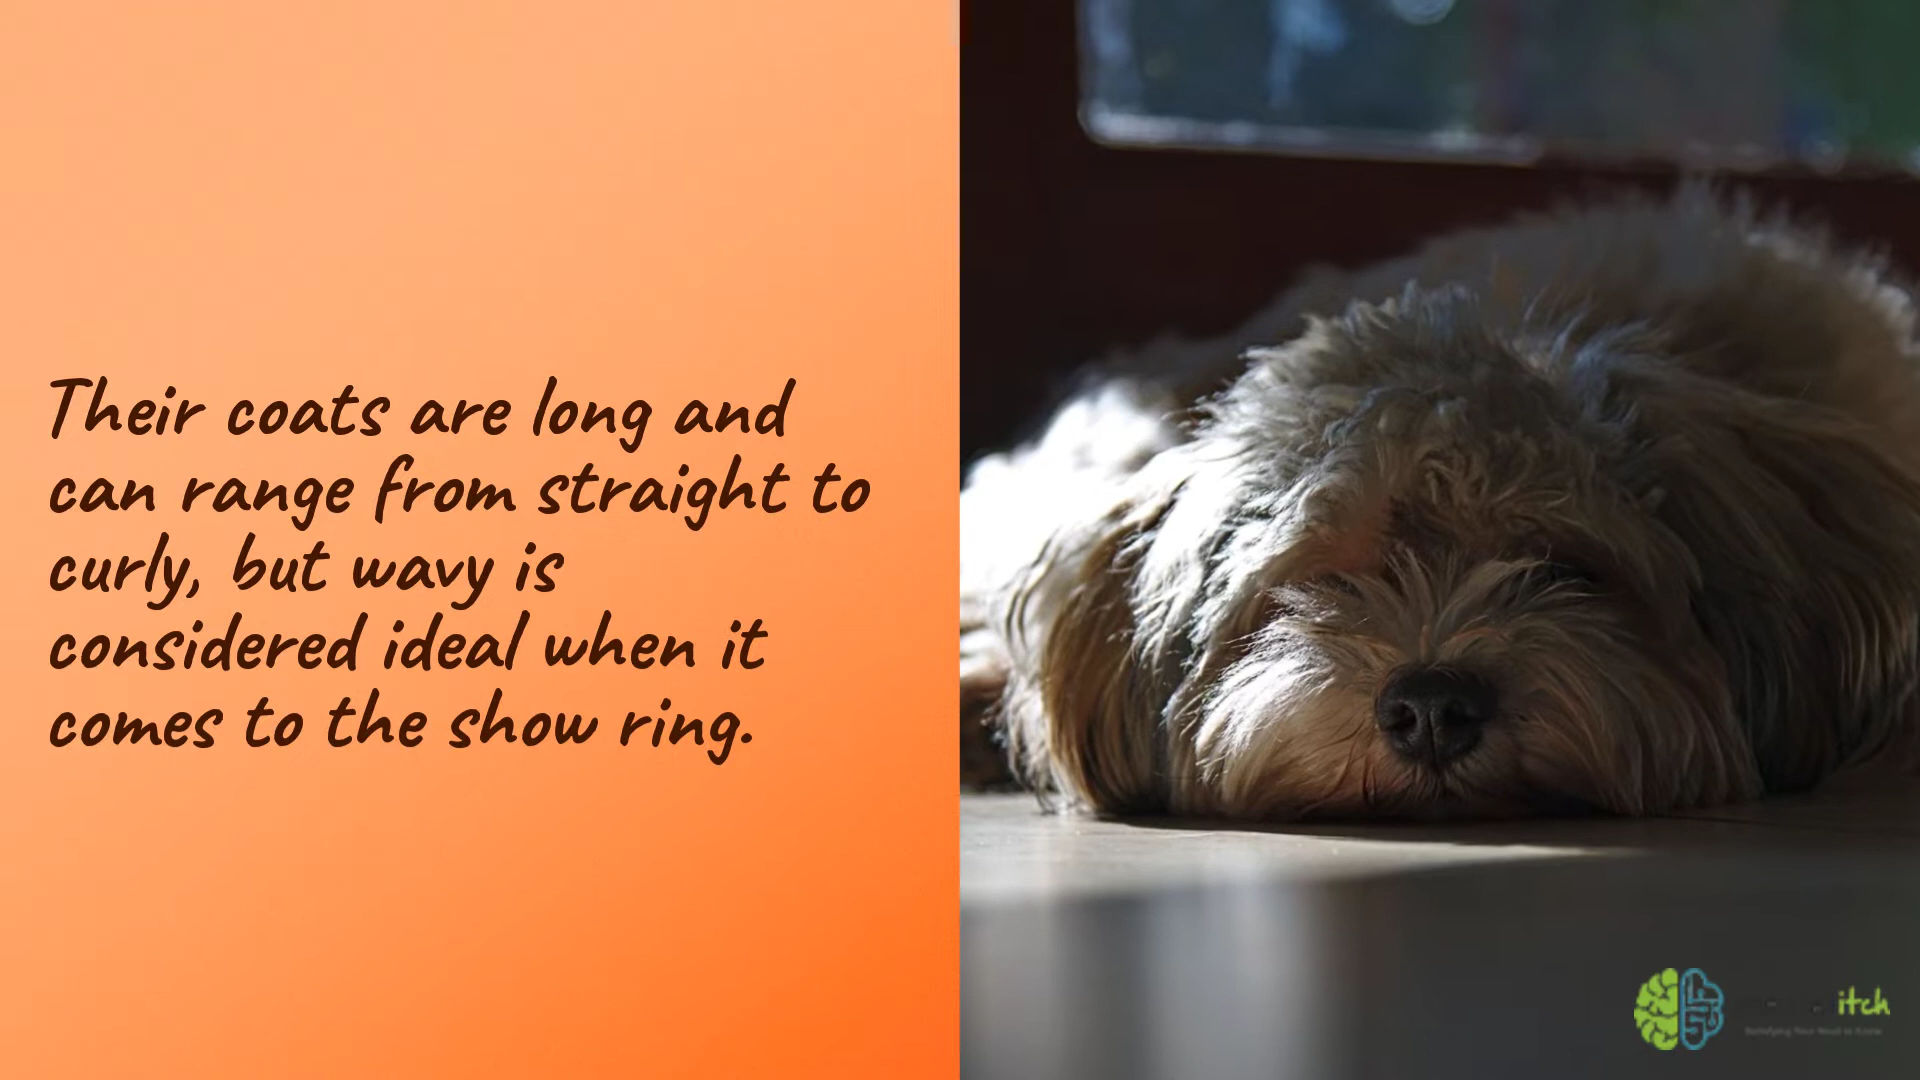 Their coats are long and
can range from straight to
curly, but wavy is
considered ideal when it
comes to the show ring.
itch